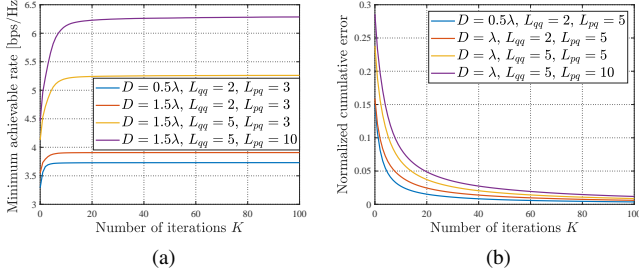 Minimum achievable rate [bps/Hz]
6.5
6
5.5
5
4.5
4
3.5
3
D = 0.5λ, L_qq = 2, L_pq = 3
D = 1.5λ, L_qq = 2, L_pq = 3
D = 1.5λ, L_qq = 5, L_pq = 3
D = 1.5λ, L_qq = 5, L_pq = 10
0 20 40 60 80 100
Number of iterations K
(a)
Normalized cumulative error
0.3
0.25
0.2
0.15
0.1
0.05
0
D = 0.5λ, L_qq = 2, L_pq = 5
D = λ, L_qq = 2, L_pq = 5
D = λ, L_qq = 5, L_pq = 5
D = λ, L_qq = 5, L_pq = 10
0 20 40 60 80 100
Number of iterations K
(b)